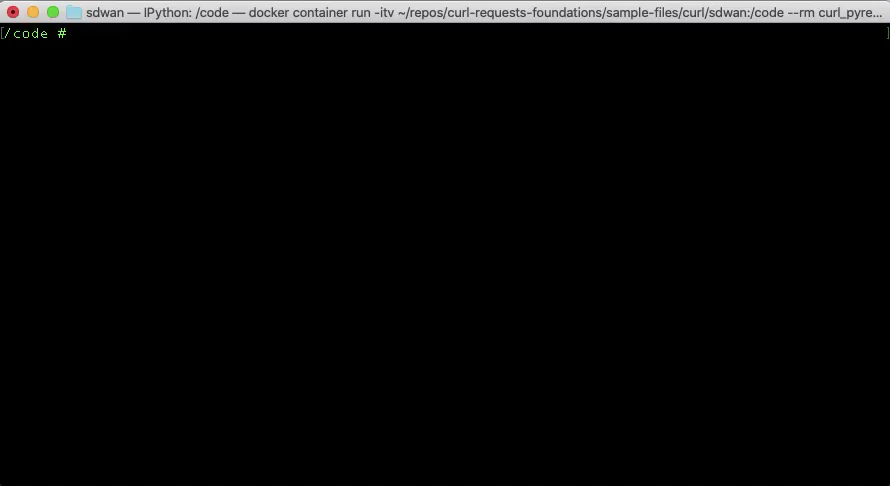 sdwan — IPython: /code — docker container run -itv ~/repos/curl-requests-foundations/sample-files/curl/sdwan:/code --rm curl_pyre...
[/code # ]